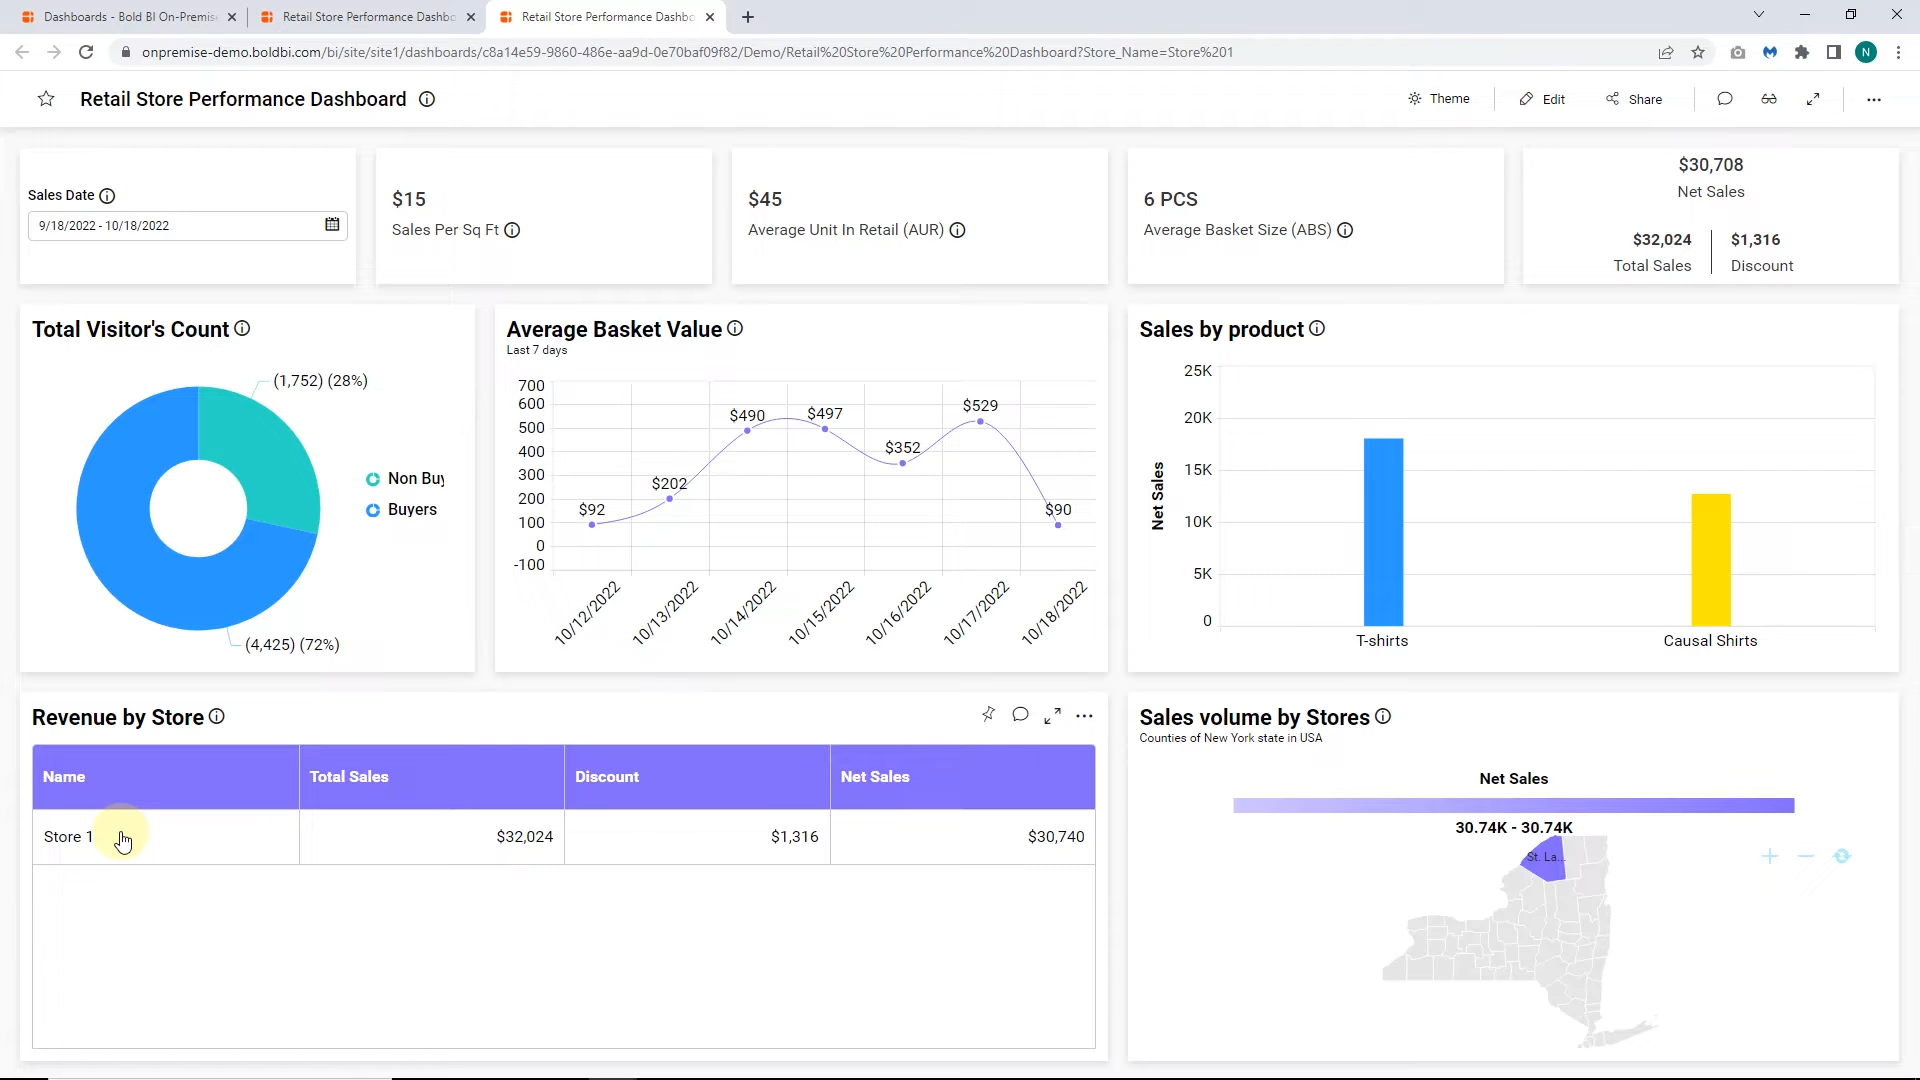 Dashboards - Bold BI On-Premis
Retail Store Performance Dashbo
Retail Store Performance Dashbo
onpremise-demo.boldbi.com/bi/site/site1/dashboards/c8a14e59-9860-486e-aa9d-0e70baf09f82/Demo/Retail%20Store%20Performance%20Dashboard?Store_Name=Store%201
N
Retail Store Performance Dashboard
Theme
Edit
Share
Sales Date
9/18/2022 - 10/18/2022
$15
Sales Per Sq Ft
$45
Average Unit In Retail (AUR)
6 PCS
Average Basket Size (ABS)
$30,708
Net Sales
$32,024
Total Sales
$1,316
Discount
Total Visitor's Count
(1,752) (28%)
Non Buy
Buyers
(4,425) (72%)
Average Basket Value
Last 7 days
700
600
500
400
300
200
100
0
-100
$92
$202
$490
$497
$352
$529
$90
10/12/2022
10/13/2022
10/14/2022
10/15/2022
10/16/2022
10/17/2022
10/18/2022
Sales by product
Net Sales
25K
20K
15K
10K
5K
0
T-shirts
Causal Shirts
Revenue by Store
Name Total Sales Discount Net Sales
Store 1 $32,024 $1,316 $30,740
Sales volume by Stores
Counties of New York state in USA
Net Sales
30.74K - 30.74K
St. La...